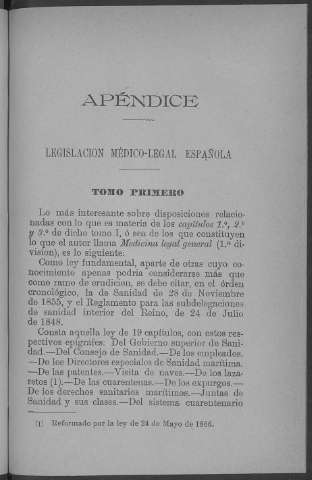 APÉNDICE
LEGISLACIÓN MÉDICO-LEGAL ESPAÑOLA
TOMO PRIMERO
Lo más interesante sobre disposiciones relacio-
nadas con lo que es materia de los capítulos 1.º, 2.º
y 3.º de dicho tomo I, ó sea de los que constituyen
lo que el autor llama Medicina legal general (1.ª di-
visión), es lo siguiente:
Como ley fundamental, aparte de otras cuyo co-
nocimiento apenas podría considerarse más que
como ramo de erudición, se debe citar, en el orden
cronológico, la de Sanidad de 28 de Noviembre
de 1855, y el Reglamento para las subdelegaciones
de sanidad interior del Reino, de 24 de Julio
de 1848.
Consta aquella ley de 19 capítulos, con estos res-
pectivos epígrafes: Del Gobierno superior de Sani-
dad.—Del Consejo de Sanidad.—De los empleados.
—De los Directores especiales de Sanidad marítima.
—De las patentes.—Visita de naves.—De los laza-
retos (1).—De las cuarentenas.—De los expurgos.—
De los derechos sanitarios marítimos.—Juntas de
Sanidad y sus clases.—Del sistema cuarentenario
(1) Reformado por la ley de 24 de Mayo de 1866.